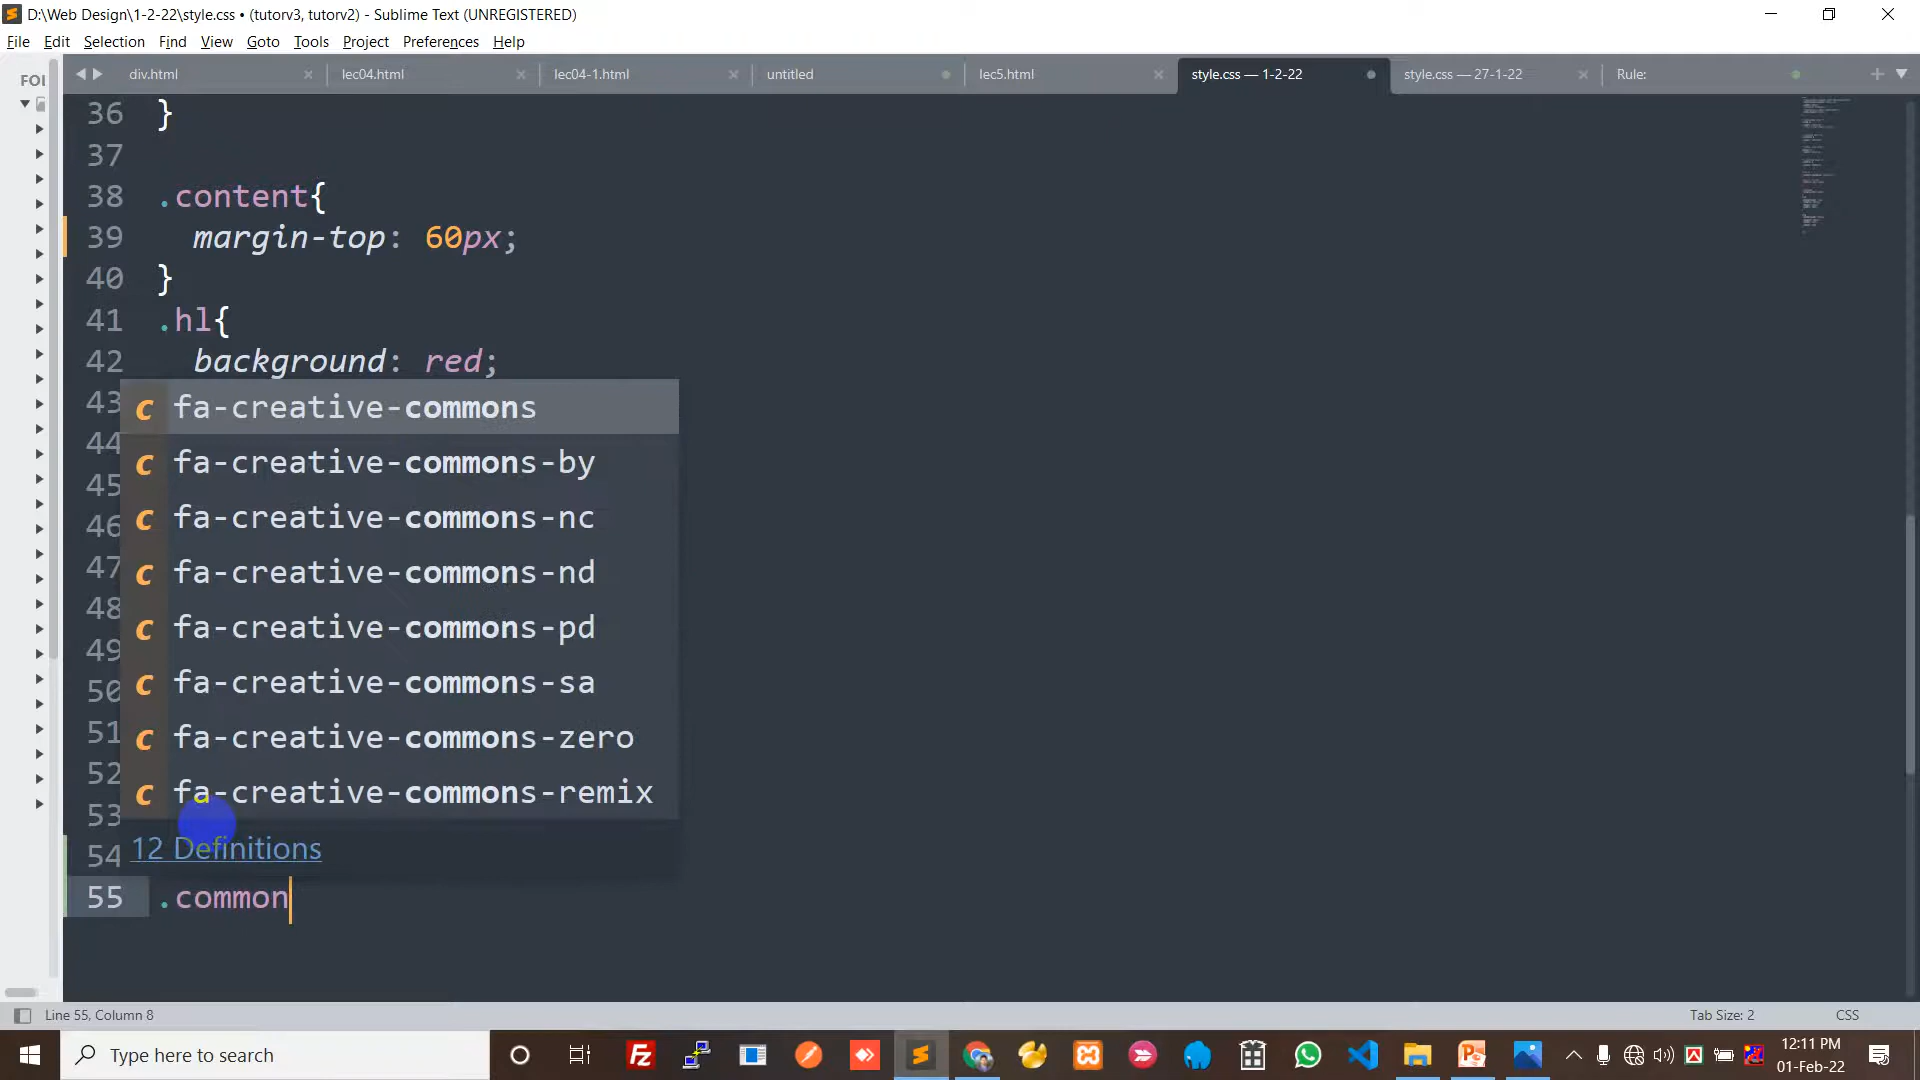 D:\Web Design\1-2-22\style.css • (tutorv3, tutorv2) - Sublime Text (UNREGISTERED)
File Edit Selection Find View Goto Tools Project Preferences Help
FOI
div.html
lec04.html
lec04-1.html
untitled
lec5.html
style.css — 1-2-22
style.css — 27-1-22
Rule:
36 }
37
38 .content{
39 margin-top: 60px;
40 }
41 .hl{
42 background: red;
43
44
45
46
47
48
49
50
51
52
53
54
fa-creative-commons
fa-creative-commons-by
fa-creative-commons-nc
fa-creative-commons-nd
fa-creative-commons-pd
fa-creative-commons-sa
fa-creative-commons-zero
fa-creative-commons-remix
12 Definitions
55 .common
Line 55, Column 8
Tab Size: 2
CSS
Type here to search
12:11 PM
01-Feb-22